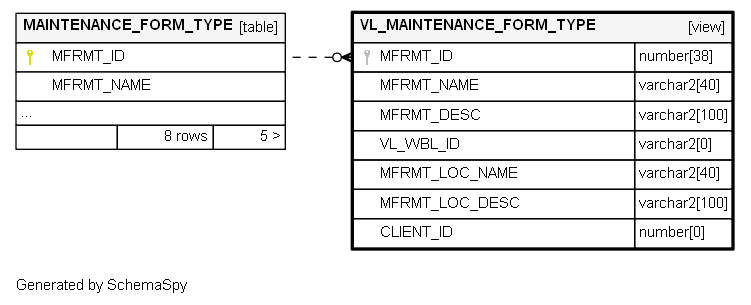 MAINTENANCE_FORM_TYPE [table]
MFRMT_ID
MFRMT_NAME
...
8 rows 5 >
VL_MAINTENANCE_FORM_TYPE [view]
MFRMT_ID number[38]
MFRMT_NAME varchar2[40]
MFRMT_DESC varchar2[100]
VL_WBL_ID varchar2[0]
MFRMT_LOC_NAME varchar2[40]
MFRMT_LOC_DESC varchar2[100]
CLIENT_ID number[0]
Generated by SchemaSpy